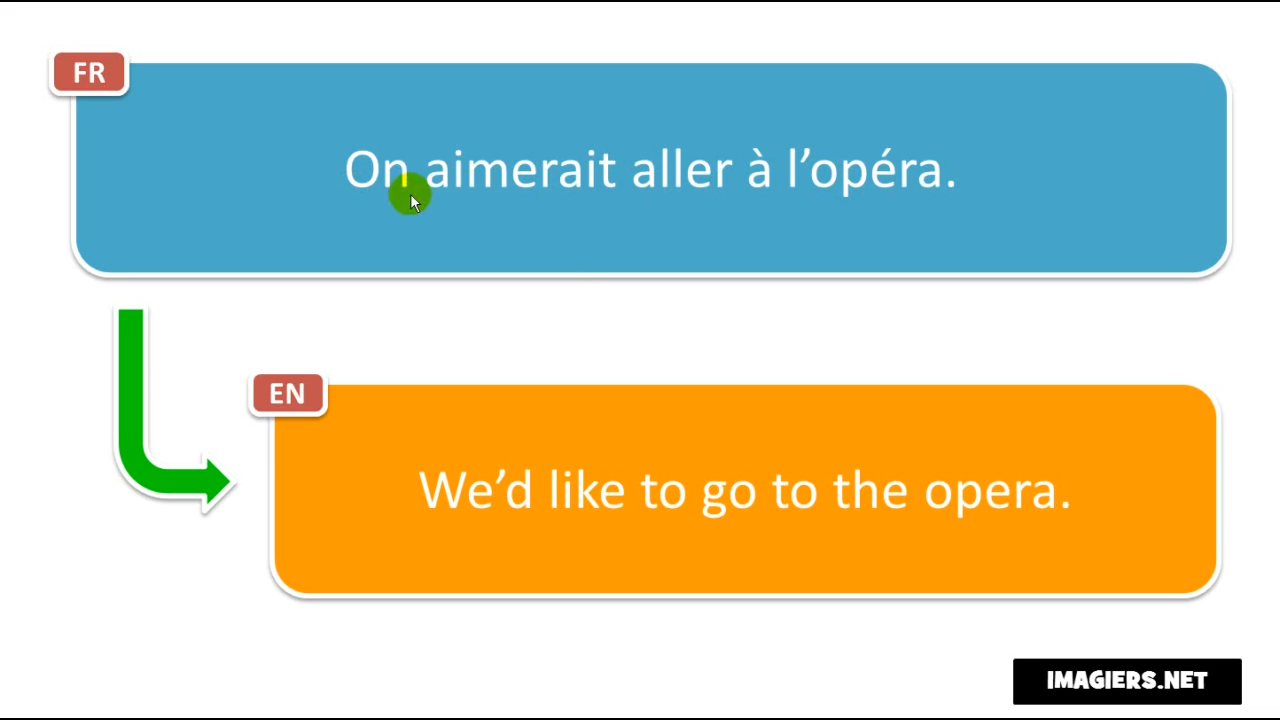 FR
On aimerait aller à l’opéra.
EN
We’d like to go to the opera.
IMAGIERS.NET